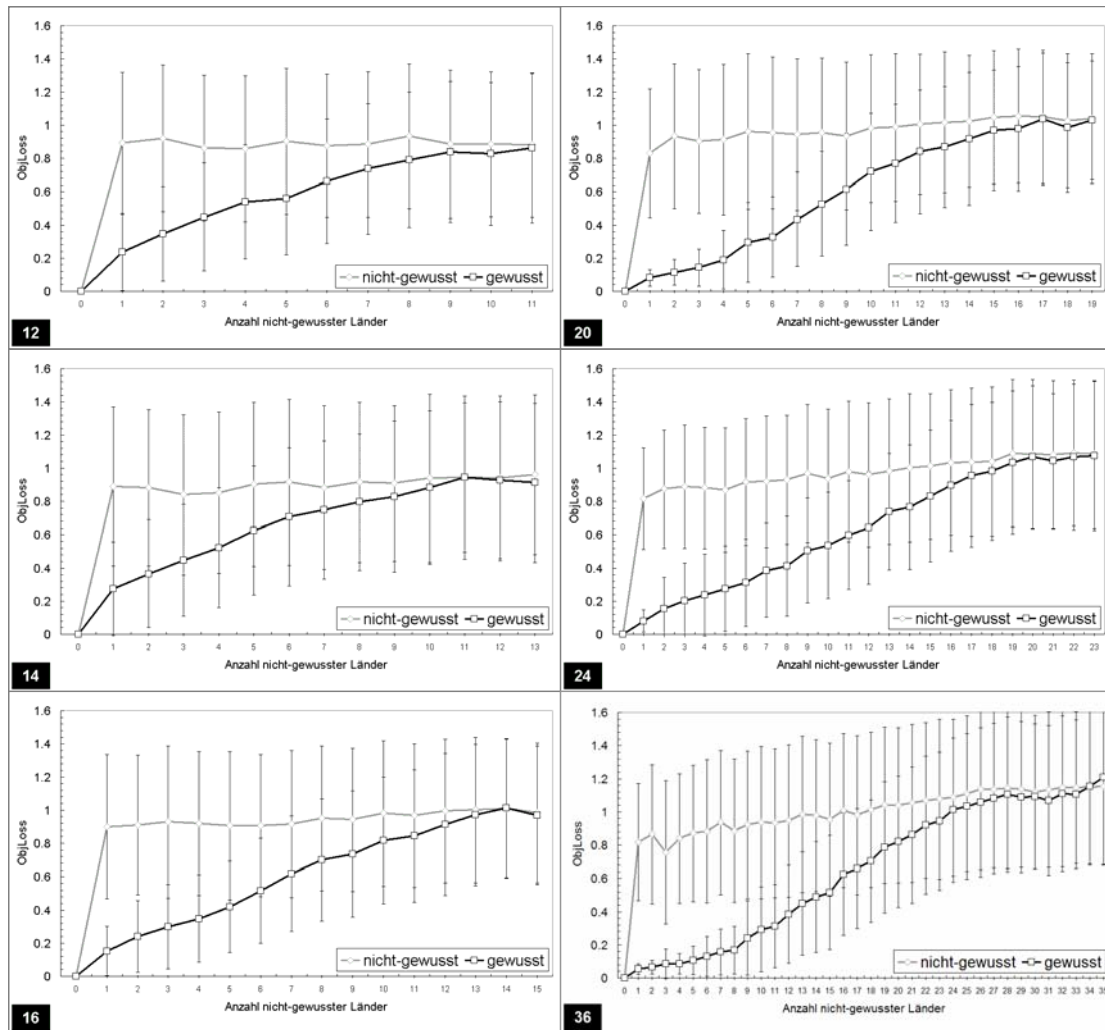 1.6
1.4
1.2
1
0.8
0.6
0.4
0.2
0
ObjLoss
0 1 2 3 4 5 6 7 8 9 10 11
Anzahl nicht-gewusster Länder
nicht-gewusst gewusst
12
1.6
1.4
1.2
1
0.8
0.6
0.4
0.2
0
ObjLoss
0 1 2 3 4 5 6 7 8 9 10 11 12 13 14 15 16 17 18 19
Anzahl nicht-gewusster Länder
nicht-gewusst gewusst
20
1.6
1.4
1.2
1
0.8
0.6
0.4
0.2
0
ObjLoss
0 1 2 3 4 5 6 7 8 9 10 11 12 13
Anzahl nicht-gewusster Länder
nicht-gewusst gewusst
14
1.6
1.4
1.2
1
0.8
0.6
0.4
0.2
0
ObjLoss
0 1 2 3 4 5 6 7 8 9 10 11 12 13 14 15 16 17 18 19 20 21 22 23
Anzahl nicht-gewusster Länder
nicht-gewusst gewusst
24
1.6
1.4
1.2
1
0.8
0.6
0.4
0.2
0
ObjLoss
0 1 2 3 4 5 6 7 8 9 10 11 12 13 14 15
Anzahl nicht-gewusster Länder
nicht-gewusst gewusst
16
1.6
1.4
1.2
1
0.8
0.6
0.4
0.2
0
ObjLoss
0 1 2 3 4 5 6 7 8 9 10 11 12 13 14 15 16 17 18 19 20 21 22 23 24 25 26 27 28 29 30 31 32 33 34 35
Anzahl nicht-gewusster Länder
nicht-gewusst gewusst
36